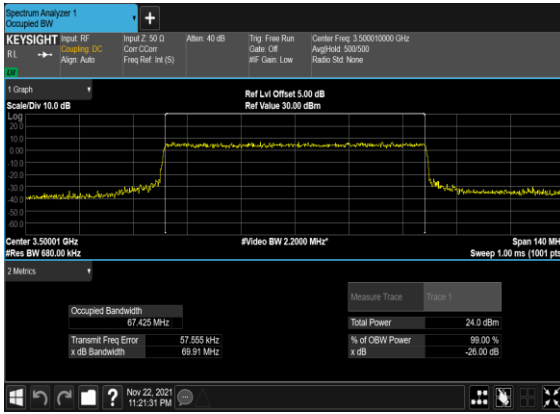 Spectrum Analyzer 1
Occupied BW
KEYSIGHT
RL
LW
Input: RF
Coupling: DC
Align: Auto
Input Z: 50 Ω
Corr CCorr
Freq Ref: Int (S)
Atten: 40 dB
Trig: Free Run
Gate: Off
#IF Gain: Low
Center Freq: 3.500010000 GHz
Avg|Hold: 500/500
Radio Std: None
1 Graph
Scale/Div 10.0 dB
Ref Lvl Offset 5.00 dB
Ref Value 30.00 dBm
Log
20.0
10.0
0.00
-10.0
-20.0
-30.0
-40.0
-50.0
-60.0
Center 3.50001 GHz
#Video BW 2.2000 MHz*
Span 140 MH
#Res BW 680.00 kHz
Sweep 1.00 ms (1001 pts
2 Metrics
Measure Trace
Trace 1
Occupied Bandwidth
67.425 MHz
Total Power
24.0 dBm
Transmit Freq Error
57.555 kHz
% of OBW Power
99.00 %
x dB Bandwidth
69.91 MHz
x dB
-26.00 dB
?
Nov 22, 2021
11:21:31 PM